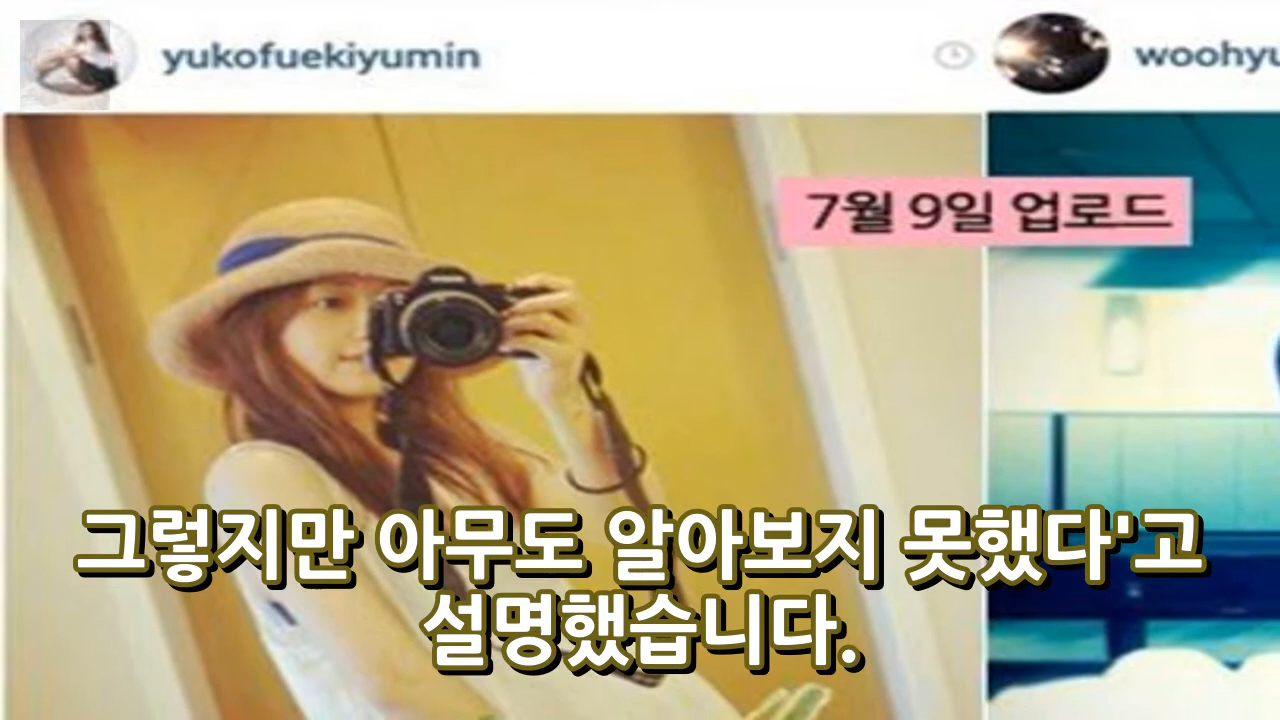 yukofuekiyumin
woohyu
7월 9일 업로드
그렇지만 아무도 알아보지 못했다'고
설명했습니다.